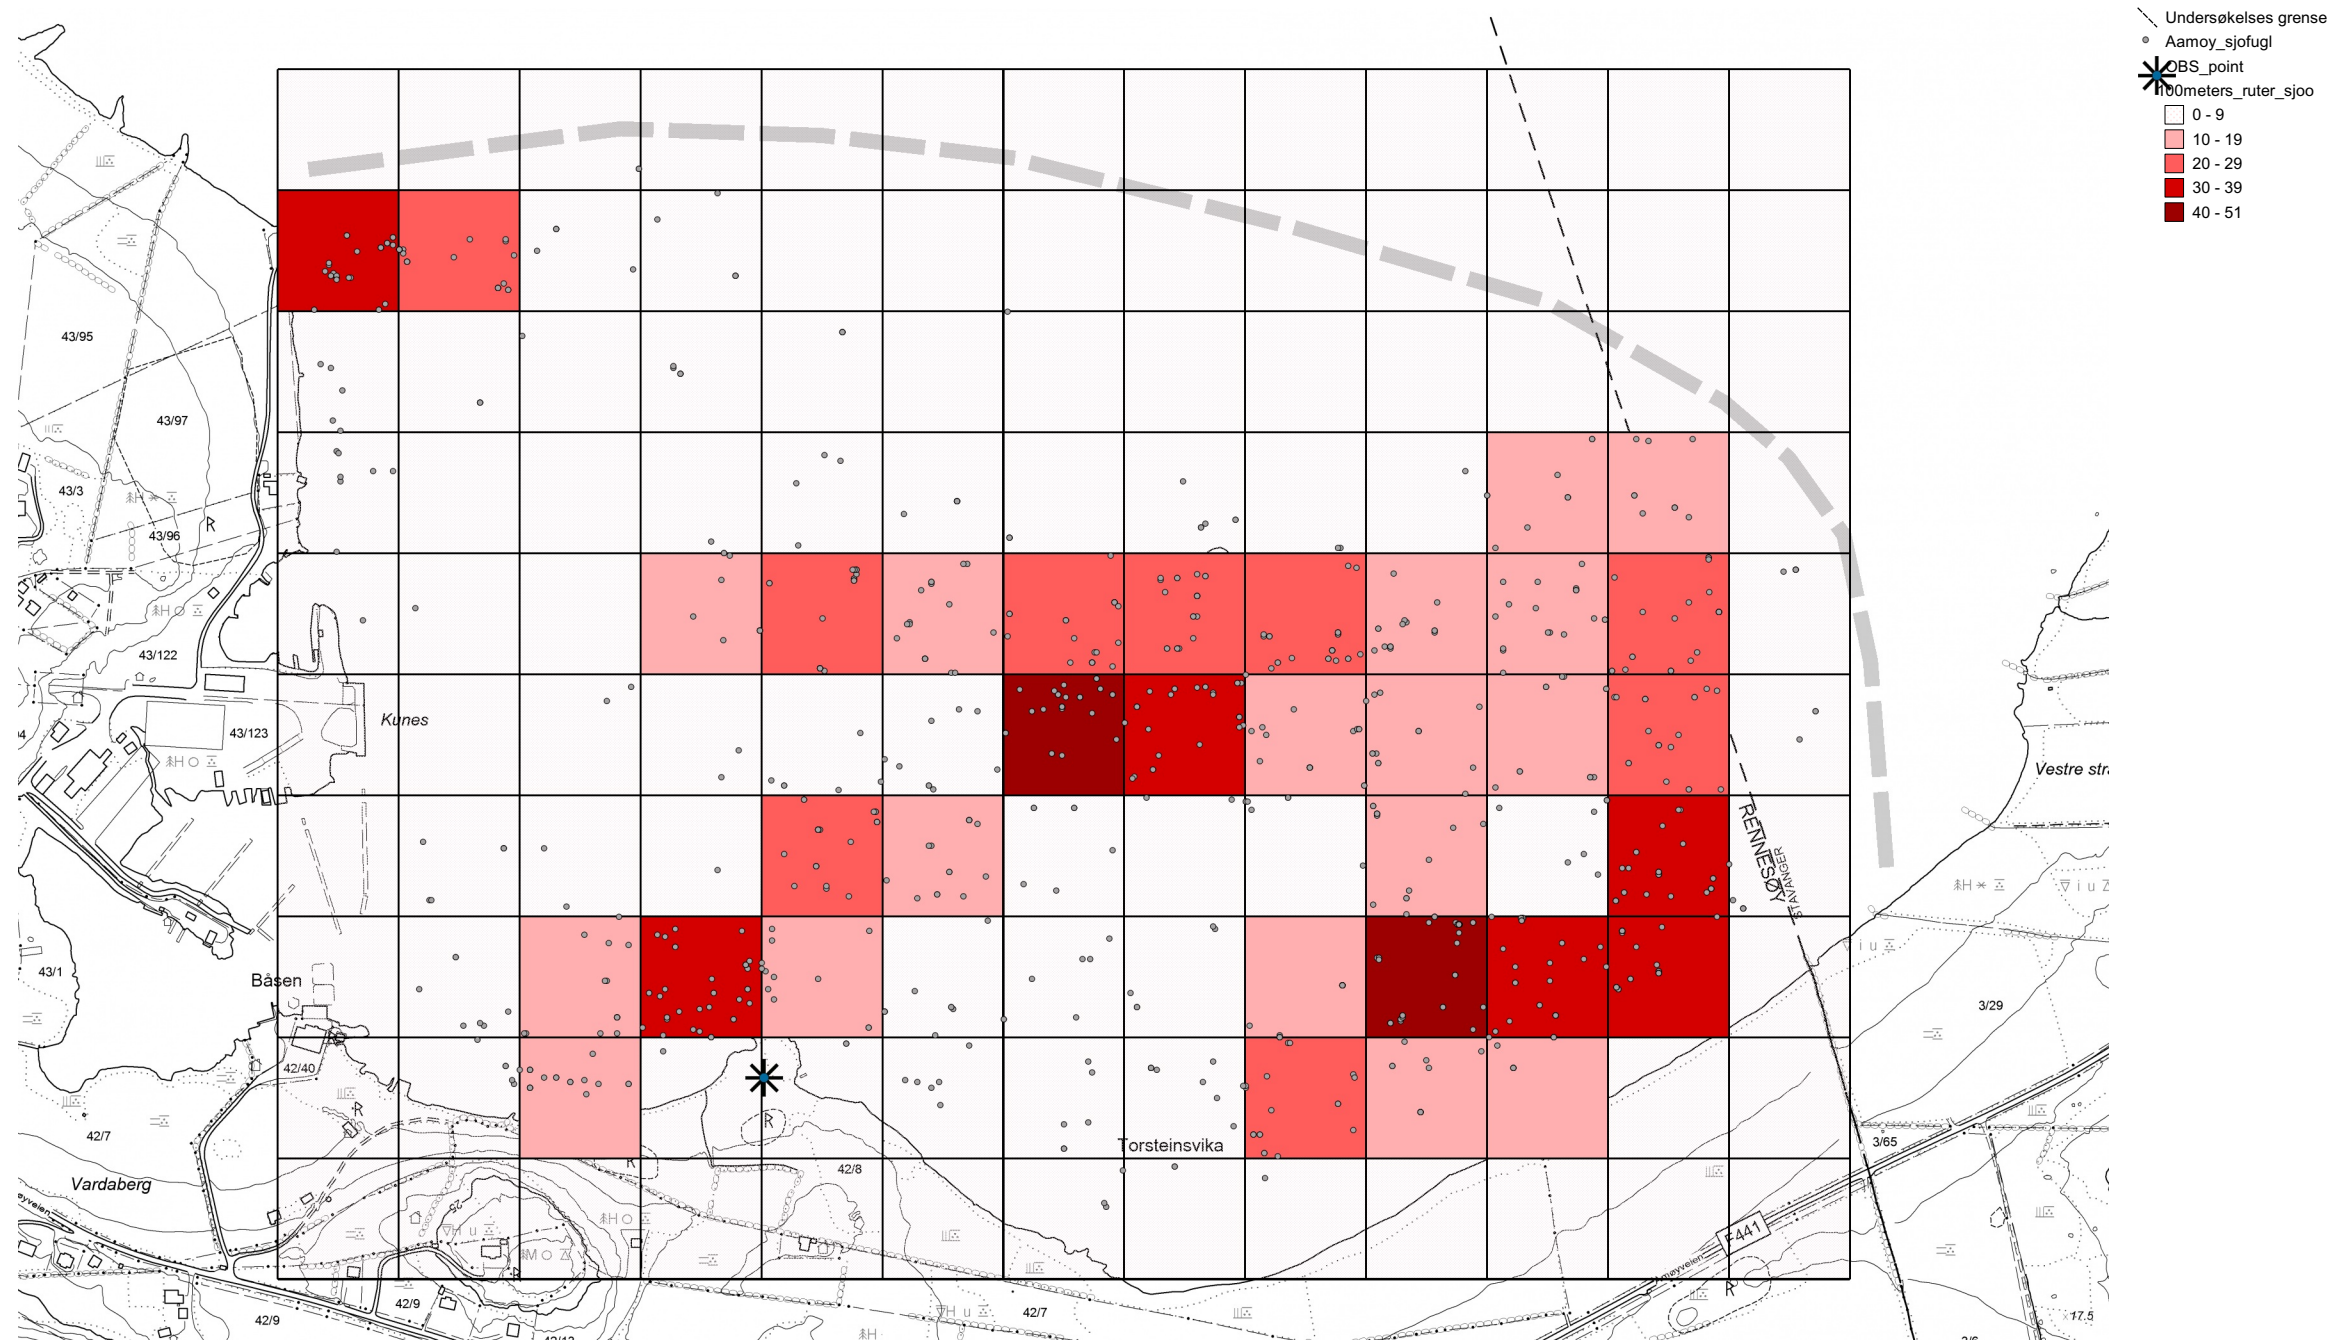 Undersøkelses grense
Aamoy_sjofugl
OBS_point
100meters_ruter_sjoo
0 - 9
10 - 19
20 - 29
30 - 39
40 - 51
43/95
43/97
43/3
R
43/96
43/122
43/123
Kunes
Vestre
RENNESØY
STAVANGER
43/1
Båsen
3/29
42/40
R
R
42/7
Torsteinsvika
3/65
R
42/8
Vardaberg
25
F441
R
R
42/9
42/9
42/7
17.5